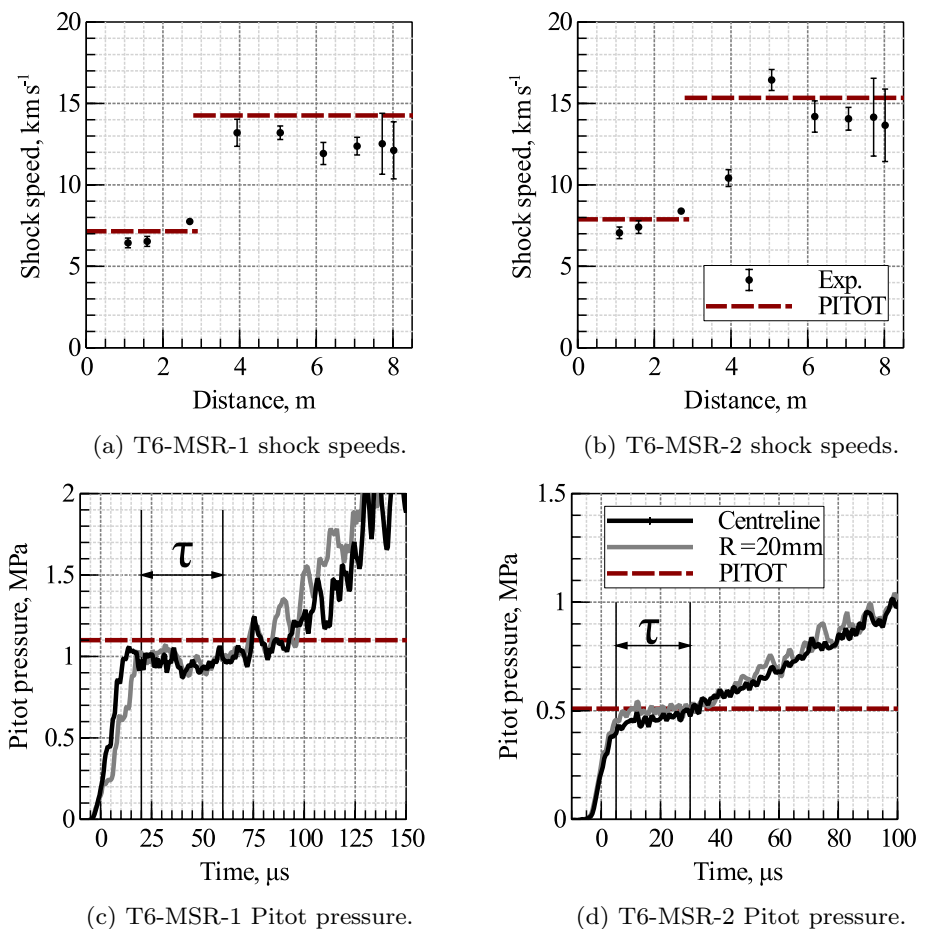 20
15
10
5
0
Shock speed, km s⁻¹
0 2 4 6 8
Distance, m
(a) T6-MSR-1 shock speeds.
20
15
10
5
0
Shock speed, km s⁻¹
Exp.
PITOT
0 2 4 6 8
Distance, m
(b) T6-MSR-2 shock speeds.
2
1.5
1
0.5
0
Pitot pressure, MPa
τ
0 25 50 75 100 125 150
Time, μs
(c) T6-MSR-1 Pitot pressure.
1.5
1
0.5
0
Pitot pressure, MPa
Centreline
R=20mm
PITOT
τ
0 20 40 60 80 100
Time, μs
(d) T6-MSR-2 Pitot pressure.